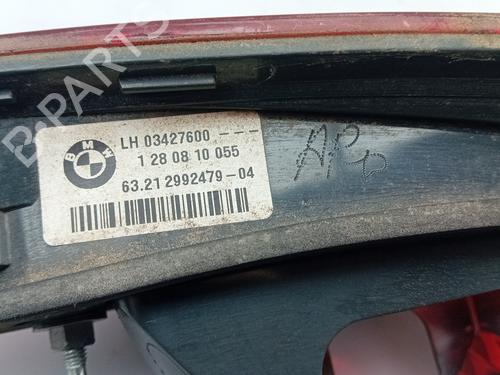 B-PARTS
BMW
LH 03427600 ---
1 28 08 10 055
63.21 2992479-04